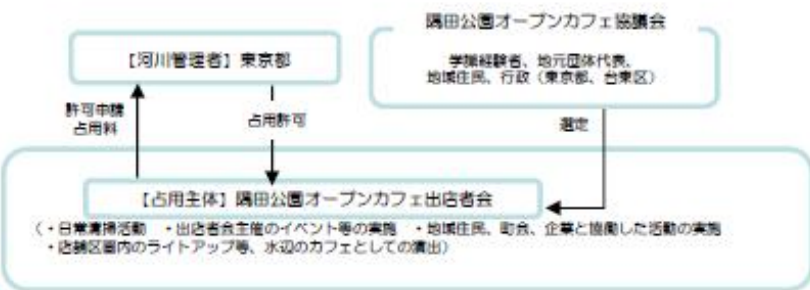 隅田公園オープンカフェ協議会
学識経験者、地元団体代表、
地域住民、行政（東京都、台東区）
【河川管理者】東京都
許可申請
占用料
占用許可
選定
【占用主体】隅田公園オープンカフェ出店者会
（・日常清掃活動　・出店者会主催のイベント等の実施　・地域住民、町会、企業と協働した活動の実施
・店舗区画内のライトアップ等、水辺のカフェとしての演出）